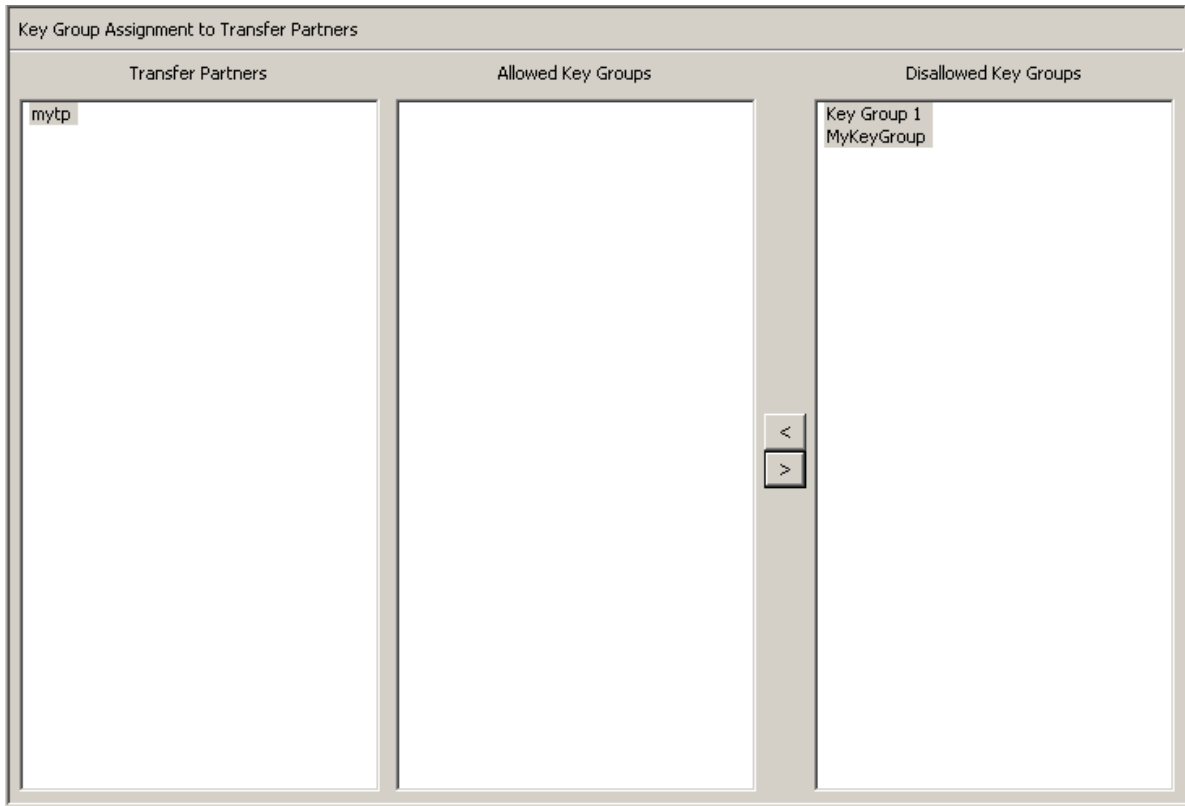 Key Group Assignment to Transfer Partners
Transfer Partners
Allowed Key Groups
Disallowed Key Groups
mytp
Key Group 1
MyKeyGroup
<
>